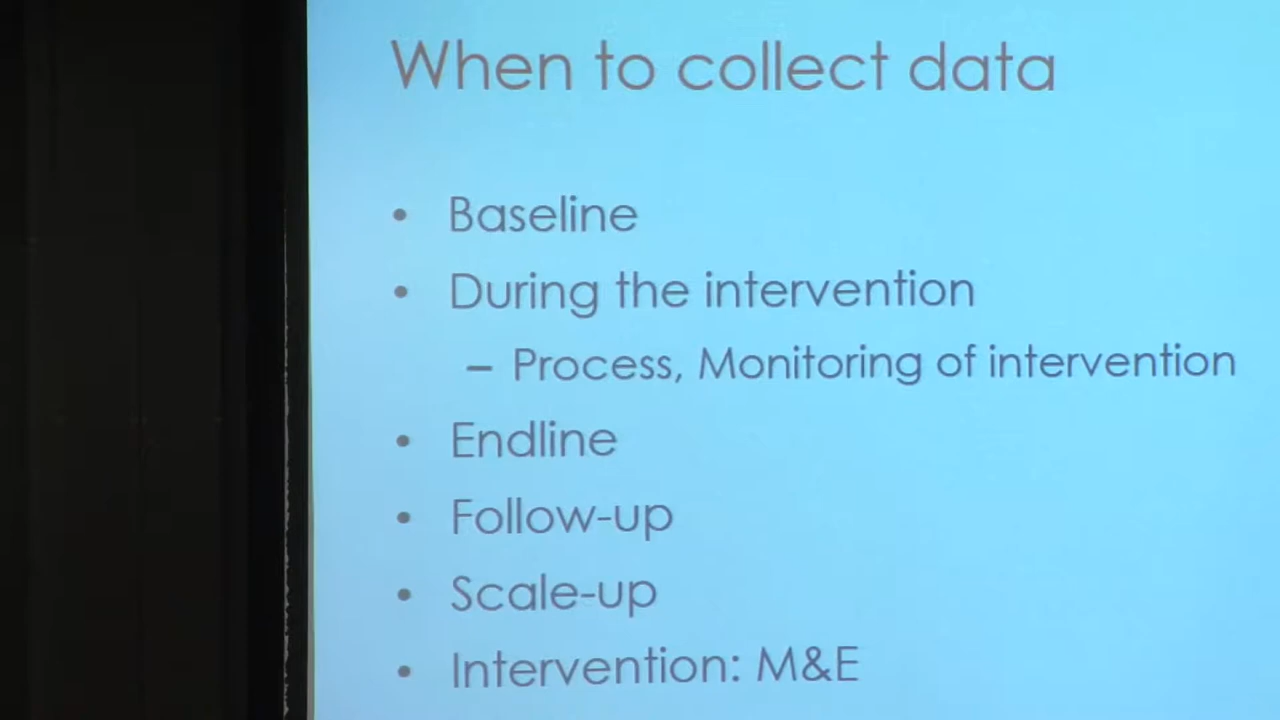 When to collect data
• Baseline
• During the intervention
– Process, Monitoring of intervention
• Endline
• Follow-up
• Scale-up
• Intervention: M&E